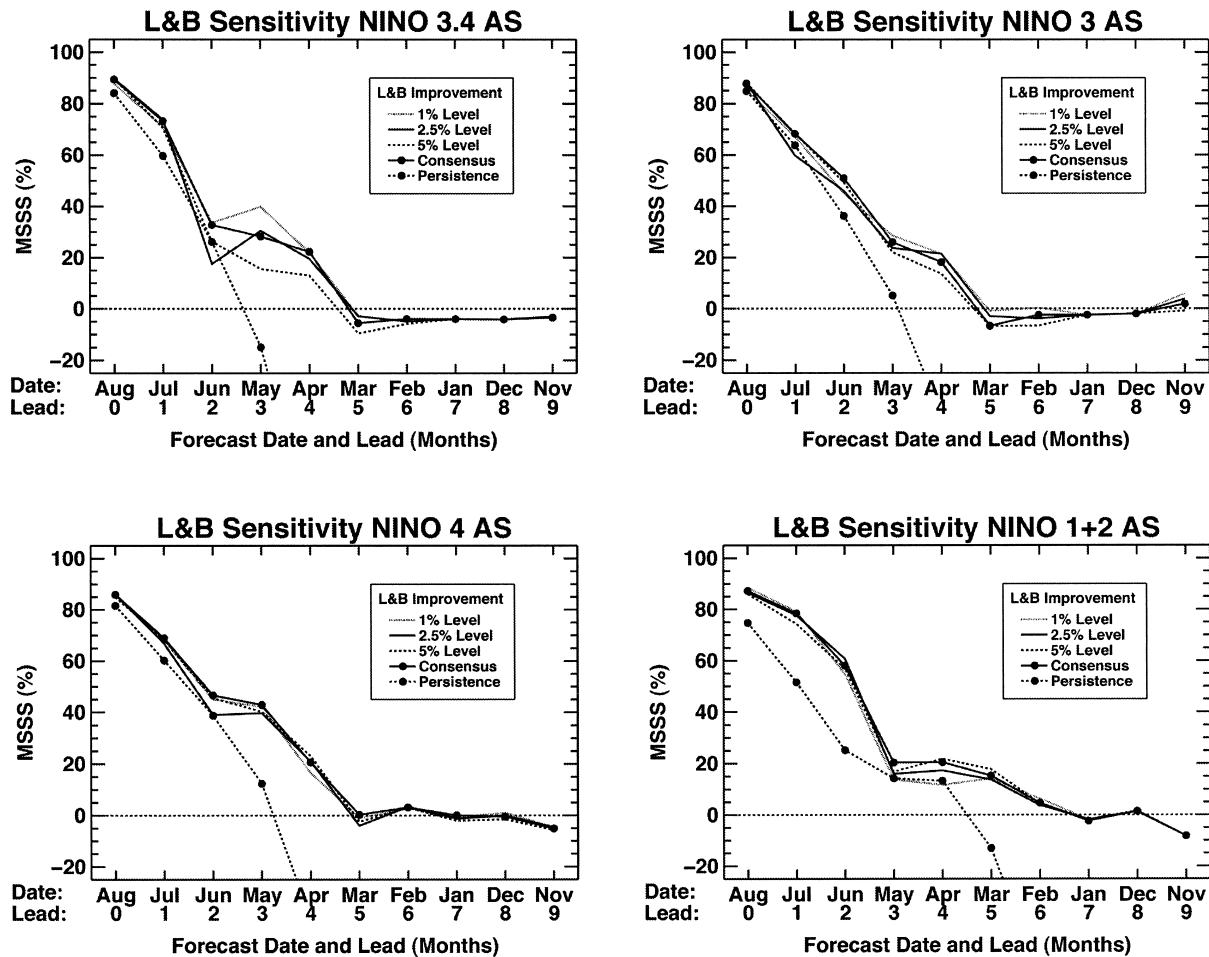 L&B Sensitivity NINO 3.4 AS
100
80
60
40
20
0
−20
MSSS (%)
L&B Improvement
1% Level
2.5% Level
5% Level
Consensus
Persistence
Date: Aug Jul Jun May Apr Mar Feb Jan Dec Nov
Lead: 0 1 2 3 4 5 6 7 8 9
Forecast Date and Lead (Months)
L&B Sensitivity NINO 3 AS
100
80
60
40
20
0
−20
MSSS (%)
L&B Improvement
1% Level
2.5% Level
5% Level
Consensus
Persistence
Date: Aug Jul Jun May Apr Mar Feb Jan Dec Nov
Lead: 0 1 2 3 4 5 6 7 8 9
Forecast Date and Lead (Months)
L&B Sensitivity NINO 4 AS
100
80
60
40
20
0
−20
MSSS (%)
L&B Improvement
1% Level
2.5% Level
5% Level
Consensus
Persistence
Date: Aug Jul Jun May Apr Mar Feb Jan Dec Nov
Lead: 0 1 2 3 4 5 6 7 8 9
Forecast Date and Lead (Months)
L&B Sensitivity NINO 1+2 AS
100
80
60
40
20
0
−20
MSSS (%)
L&B Improvement
1% Level
2.5% Level
5% Level
Consensus
Persistence
Date: Aug Jul Jun May Apr Mar Feb Jan Dec Nov
Lead: 0 1 2 3 4 5 6 7 8 9
Forecast Date and Lead (Months)